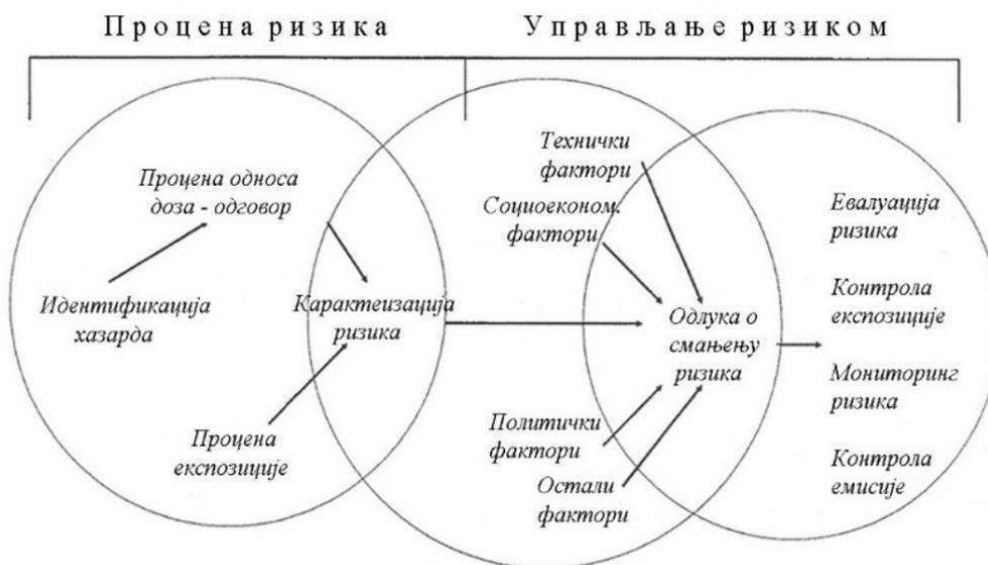 Процена ризика
Управљање ризиком
Процена односа
доза - одговор
Идентификација
хазарда
Карактеизација
ризика
Процена
експозиције
Технички
фактори
Социоеконом.
фактори
Одлука о
смањењу
ризика
Политички
фактори
Остали
фактори
Евалуација
ризика
Контрола
експозиције
Мониторинг
ризика
Контрола
емисије